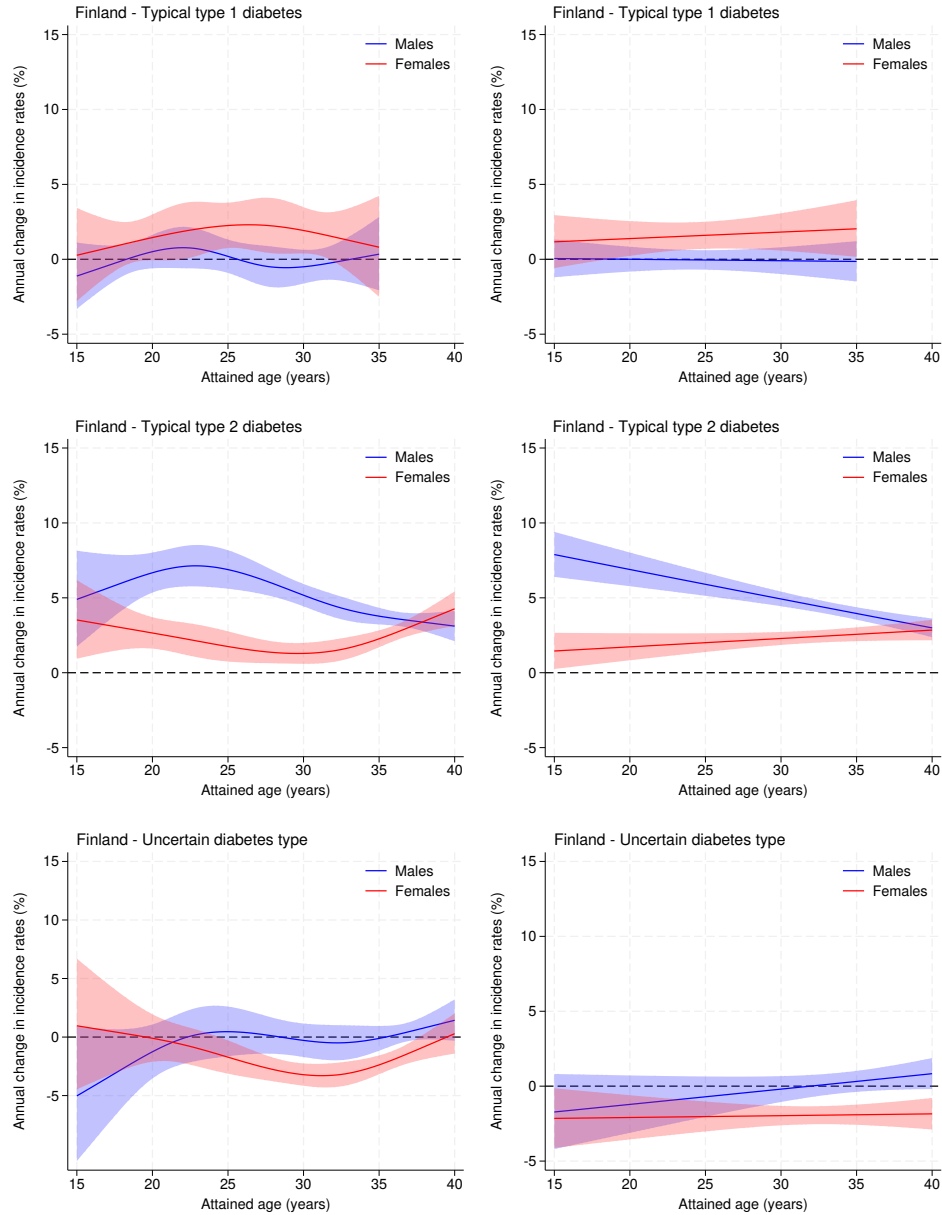 Finland - Typical type 1 diabetes
Annual change in incidence rates (%)
15
10
5
0
-5
Males
Females
15 20 25 30 35 40
Attained age (years)
Finland - Typical type 1 diabetes
Annual change in incidence rates (%)
15
10
5
0
-5
Males
Females
15 20 25 30 35 40
Attained age (years)
Finland - Typical type 2 diabetes
Annual change in incidence rates (%)
15
10
5
0
-5
Males
Females
15 20 25 30 35 40
Attained age (years)
Finland - Typical type 2 diabetes
Annual change in incidence rates (%)
15
10
5
0
-5
Males
Females
15 20 25 30 35 40
Attained age (years)
Finland - Uncertain diabetes type
Annual change in incidence rates (%)
15
10
5
0
-5
Males
Females
15 20 25 30 35 40
Attained age (years)
Finland - Uncertain diabetes type
Annual change in incidence rates (%)
15
10
5
0
-5
Males
Females
15 20 25 30 35 40
Attained age (years)